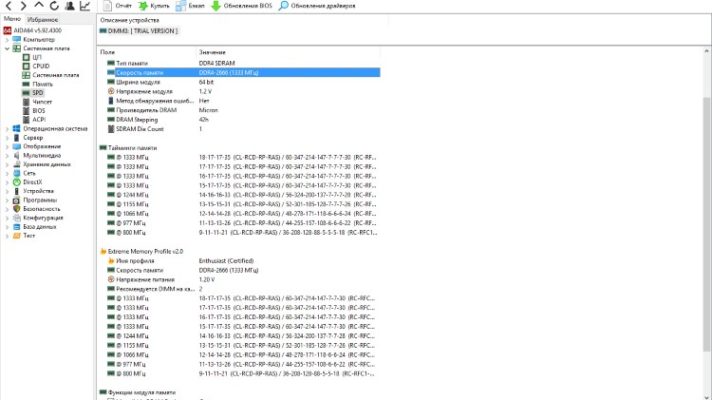 Отчёт Купить Бэкап Обновления BIOS Обновления драйверов
Меню Избранное
Описание устройства
AIDA64 v5.92.4300
DIMM3: [ TRIAL VERSION ]
Компьютер
Системная плата
ЦП
CPUID
Системная плата
Память
SPD
Чипсет
BIOS
ACPI
Операционная система
Сервер
Отображение
Мультимедиа
Хранение данных
Сеть
DirectX
Устройства
Программы
Безопасность
Конфигурация
База данных
Тест
Поле Значение
Тип памяти DDR4 SDRAM
Скорость памяти DDR4-2666 (1333 МГц)
Ширина модуля 64 bit
Напряжение модуля 1.2 V
Метод обнаружения ошиб... Нет
Производитель DRAM Micron
DRAM Stepping 42h
SDRAM Die Count 1
Тайминги памяти
@ 1333 МГц 18-17-17-35 (CL-RCD-RP-RAS) / 60-347-214-147-7-7-7-30 (RC-RF...
@ 1333 МГц 17-17-17-35 (CL-RCD-RP-RAS) / 60-347-214-147-7-7-7-30 (RC-RF...
@ 1333 МГц 16-17-17-35 (CL-RCD-RP-RAS) / 60-347-214-147-7-7-7-30 (RC-RF...
@ 1333 МГц 15-17-17-35 (CL-RCD-RP-RAS) / 60-347-214-147-7-7-7-30 (RC-RF...
@ 1244 МГц 14-16-16-33 (CL-RCD-RP-RAS) / 56-324-200-137-7-7-7-28 (RC-RF...
@ 1155 МГц 13-15-15-31 (CL-RCD-RP-RAS) / 52-301-185-128-7-7-7-26 (RC-RF...
@ 1066 МГц 12-14-14-28 (CL-RCD-RP-RAS) / 48-278-171-118-6-6-6-24 (RC-RF...
@ 977 МГц 11-13-13-26 (CL-RCD-RP-RAS) / 44-255-157-108-6-6-6-22 (RC-RF...
@ 800 МГц 9-11-11-21 (CL-RCD-RP-RAS) / 36-208-128-88-5-5-5-18 (RC-RFC1-...
Extreme Memory Profile v2.0
Имя профиля Enthusiast (Certified)
Скорость памяти DDR4-2666 (1333 МГц)
Напряжение питания 1.20 V
Рекомендуется DIMM на ка... 2
@ 1333 МГц 18-17-17-35 (CL-RCD-RP-RAS) / 60-347-214-147-7-7-7-30 (RC-RFC...
@ 1333 МГц 17-17-17-35 (CL-RCD-RP-RAS) / 60-347-214-147-7-7-7-30 (RC-RFC...
@ 1333 МГц 16-17-17-35 (CL-RCD-RP-RAS) / 60-347-214-147-7-7-7-30 (RC-RFC...
@ 1333 МГц 15-17-17-35 (CL-RCD-RP-RAS) / 60-347-214-147-7-7-7-30 (RC-RFC...
@ 1244 МГц 14-16-16-33 (CL-RCD-RP-RAS) / 56-324-200-137-7-7-7-28 (RC-RFC...
@ 1155 МГц 13-15-15-31 (CL-RCD-RP-RAS) / 52-301-185-128-7-7-7-26 (RC-RFC...
@ 1066 МГц 12-14-14-28 (CL-RCD-RP-RAS) / 48-278-171-118-6-6-6-24 (RC-RFC...
@ 977 МГц 11-13-13-26 (CL-RCD-RP-RAS) / 44-255-157-108-6-6-6-22 (RC-RFC...
@ 800 МГц 9-11-11-21 (CL-RCD-RP-RAS) / 36-208-128-88-5-5-5-18 (RC-RFC1-...
Функции модуля памяти